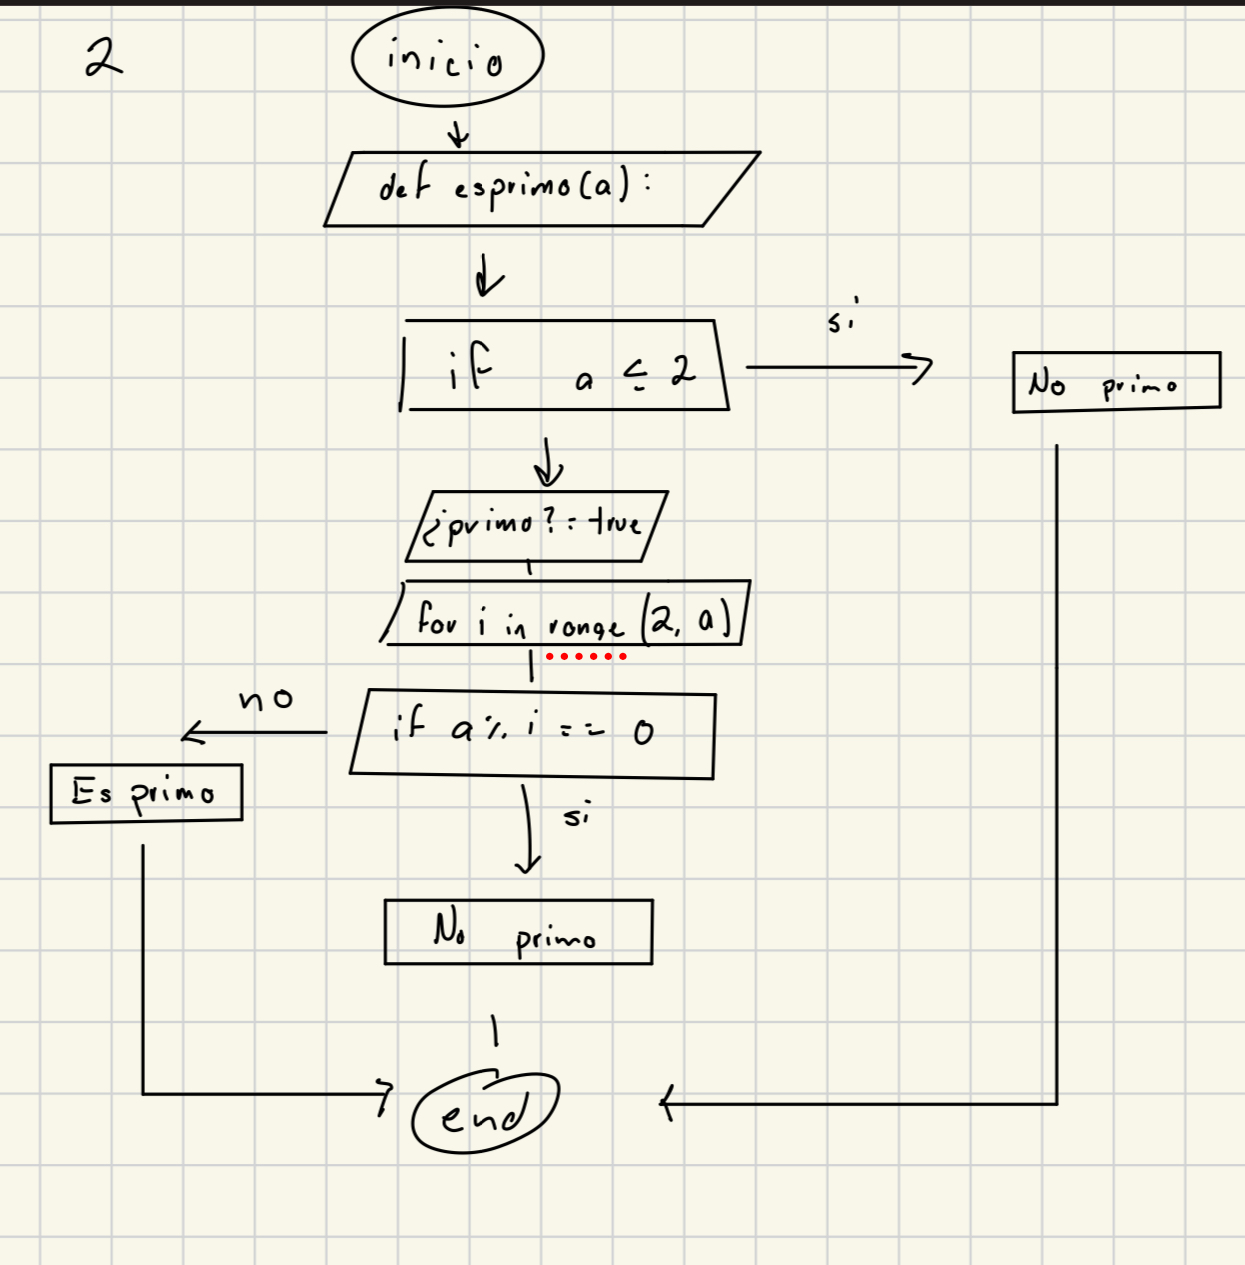 2
inicio
def esprimo(a):
if a ≤ 2
si
No primo
¿primo? = true
for i in range (2, a)
if a % i == 0
no
Es primo
si
No primo
end